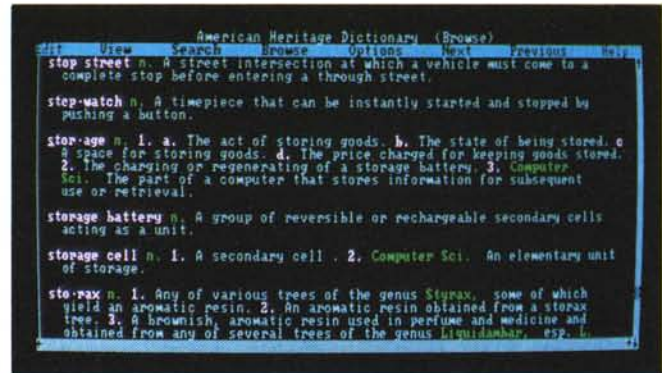 American Heritage Dictionary (Browse)
Edit View Search Browse Options Next Previous Help
stop street n. A street intersection at which a vehicle must come to a
complete stop before entering a through street.
stop·watch n. A timepiece that can be instantly started and stopped by
pushing a button.
stor·age n. 1. a. The act of storing goods. b. The state of being stored. c
A space for storing goods. d. The price charged for keeping goods stored.
2. The charging or regenerating of a storage battery. 3. Computer
Sci. The part of a computer that stores information for subsequent
use or retrieval.
storage battery n. A group of reversible or rechargeable secondary cells
acting as a unit.
storage cell n. 1. A secondary cell . 2. Computer Sci. An elementary unit
of storage.
sto·rax n. 1. Any of various trees of the genus Styrax, some of which
yield an aromatic resin. 2. An aromatic resin obtained from a storax
tree. 3. A brownish, aromatic resin used in perfume and medicine and
obtained from any of several trees of the genus Liquidambar, esp. L.